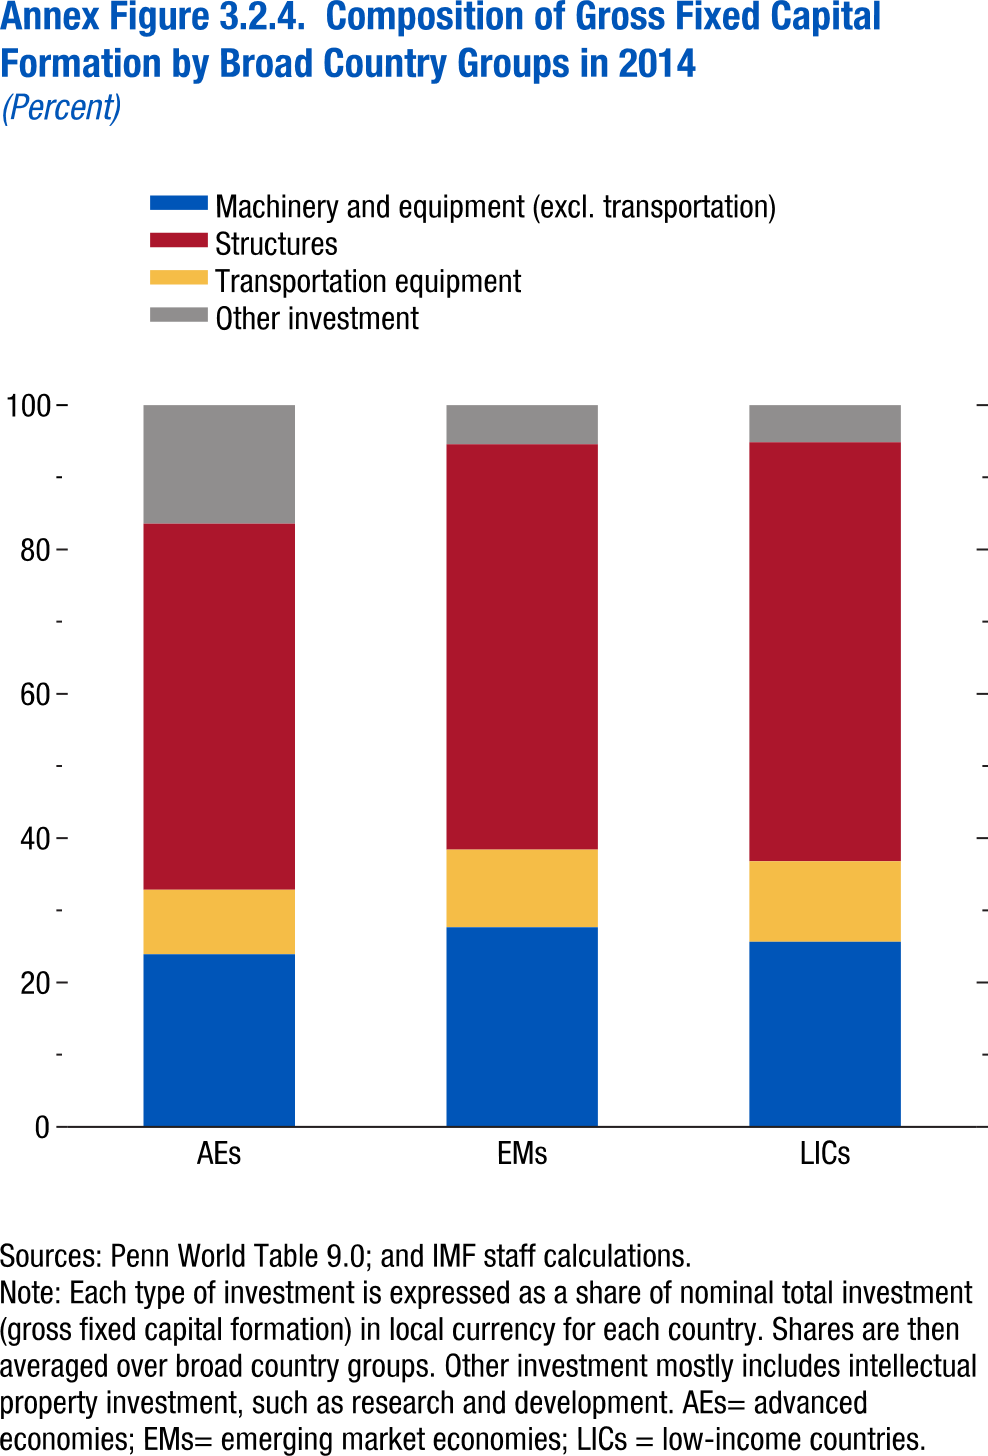 Annex Figure 3.2.4.  Composition of Gross Fixed Capital
Formation by Broad Country Groups in 2014
(Percent)
Machinery and equipment (excl. transportation)
Structures
Transportation equipment
Other investment
100
80
60
40
20
0
AEs
EMs
LICs
Sources: Penn World Table 9.0; and IMF staff calculations.
Note: Each type of investment is expressed as a share of nominal total investment
(gross fixed capital formation) in local currency for each country. Shares are then
averaged over broad country groups. Other investment mostly includes intellectual
property investment, such as research and development. AEs= advanced
economies; EMs= emerging market economies; LICs = low-income countries.